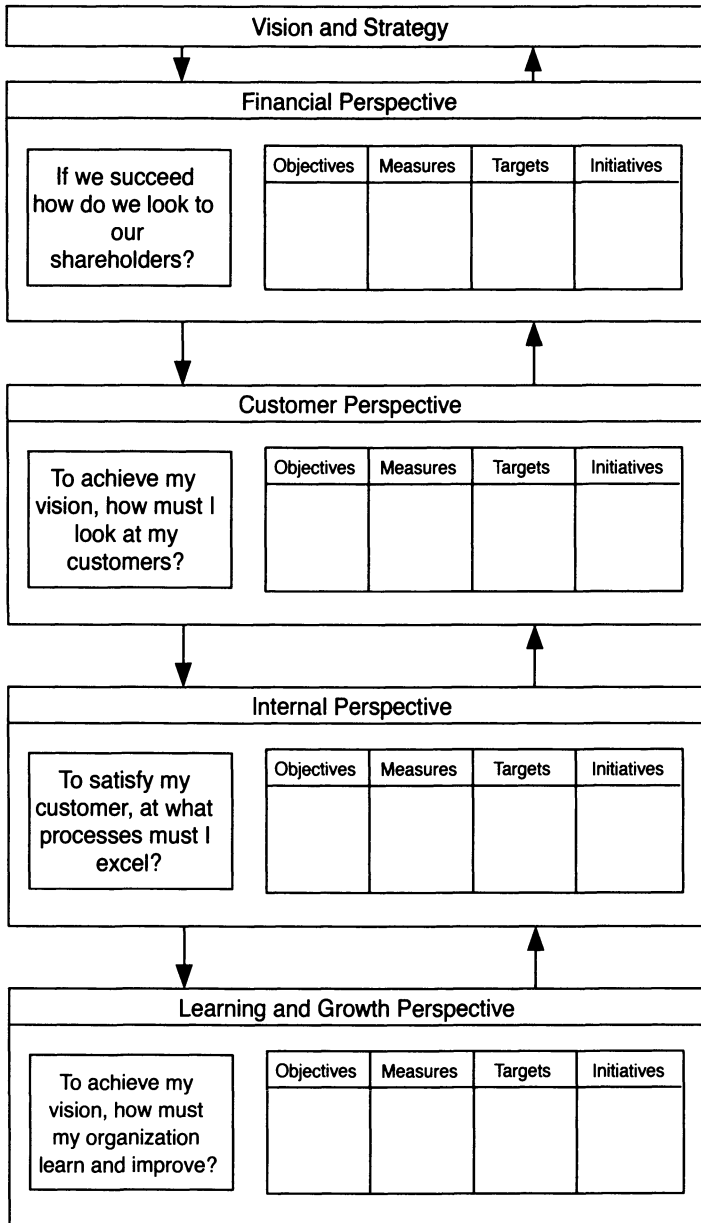 Vision and Strategy
Financial Perspective
If we succeed
how do we look to
our
shareholders?
Objectives Measures Targets Initiatives
Customer Perspective
To achieve my
vision, how must I
look at my
customers?
Objectives Measures Targets Initiatives
Internal Perspective
To satisfy my
customer, at what
processes must I
excel?
Objectives Measures Targets Initiatives
Learning and Growth Perspective
To achieve my
vision, how must
my organization
learn and improve?
Objectives Measures Targets Initiatives